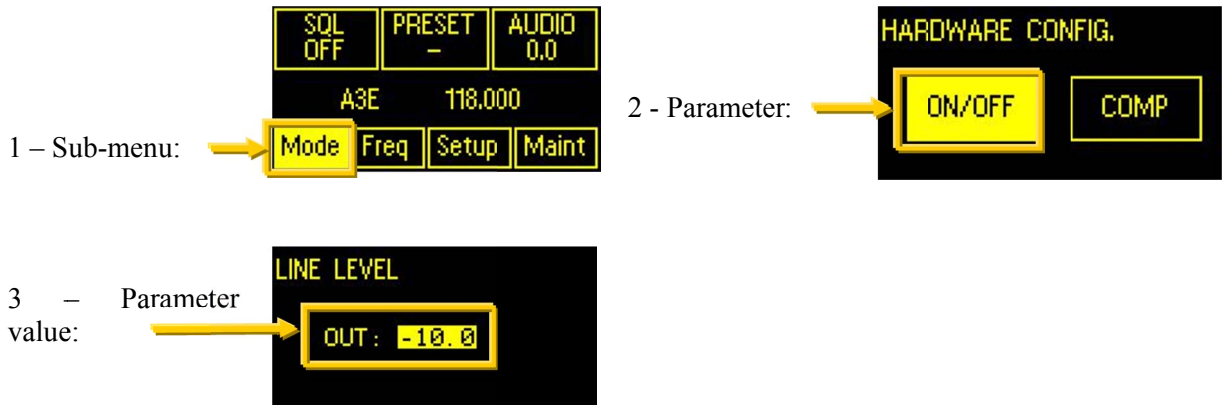 SQL PRESET AUDIO
OFF – 0.0
A3E 118.000
1 – Sub-menu:
Mode Freq Setup Maint
HARDWARE CONFIG.
2 - Parameter:
ON/OFF COMP
LINE LEVEL
3 – Parameter
value:
OUT: -10.0